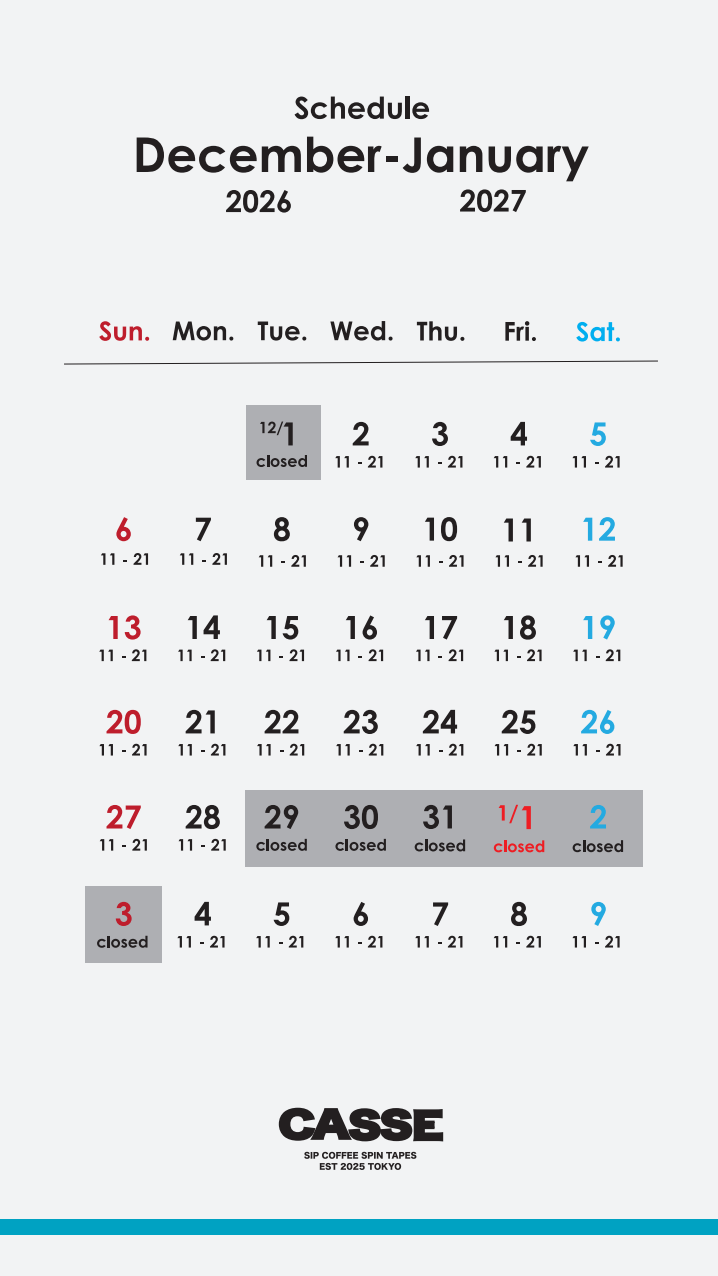 Schedule
December-January
2026 2027
Sun. Mon. Tue. Wed. Thu. Fri. Sat.
12/1 2 3 4 5
closed 11 - 21 11 - 21 11 - 21 11 - 21
6 7 8 9 10 11 12
11 - 21 11 - 21 11 - 21 11 - 21 11 - 21 11 - 21 11 - 21
13 14 15 16 17 18 19
11 - 21 11 - 21 11 - 21 11 - 21 11 - 21 11 - 21 11 - 21
20 21 22 23 24 25 26
11 - 21 11 - 21 11 - 21 11 - 21 11 - 21 11 - 21 11 - 21
27 28 29 30 31 1/1 2
11 - 21 11 - 21 closed closed closed closed closed
3 4 5 6 7 8 9
closed 11 - 21 11 - 21 11 - 21 11 - 21 11 - 21 11 - 21
CASSE
SIP COFFEE SPIN TAPES
EST 2025 TOKYO